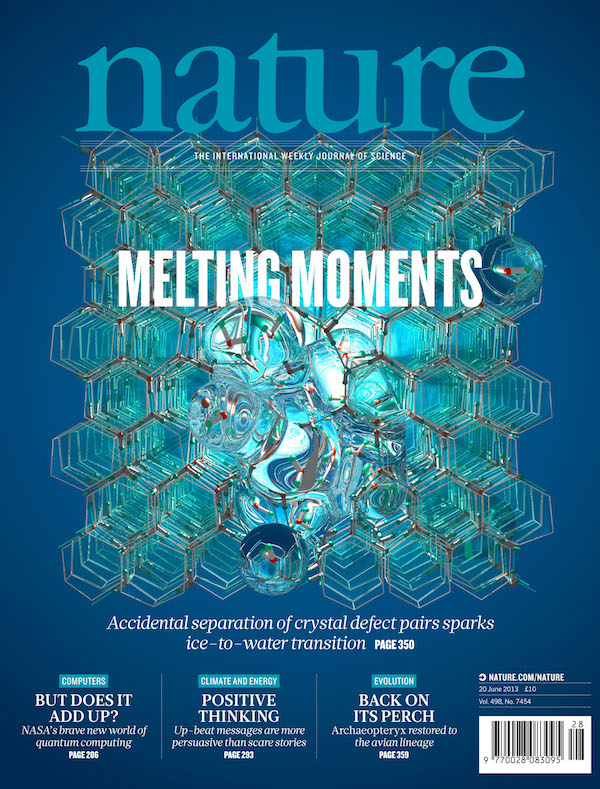 nature
THE INTERNATIONAL WEEKLY JOURNAL OF SCIENCE
MELTING MOMENTS
Accidental separation of crystal defect pairs sparks
ice-to-water transition PAGE 350
COMPUTERS
BUT DOES IT
ADD UP?
NASA's brave new world of
quantum computing
PAGE 286
CLIMATE AND ENERGY
POSITIVE
THINKING
Up-beat messages are more
persuasive than scare stories
PAGE 293
EVOLUTION
BACK ON
ITS PERCH
Archaeopteryx restored to
the avian lineage
PAGE 359
NATURE.COM/NATURE
20 June 2013 £10
Vol. 498, No. 7454
28
9 770028 083095